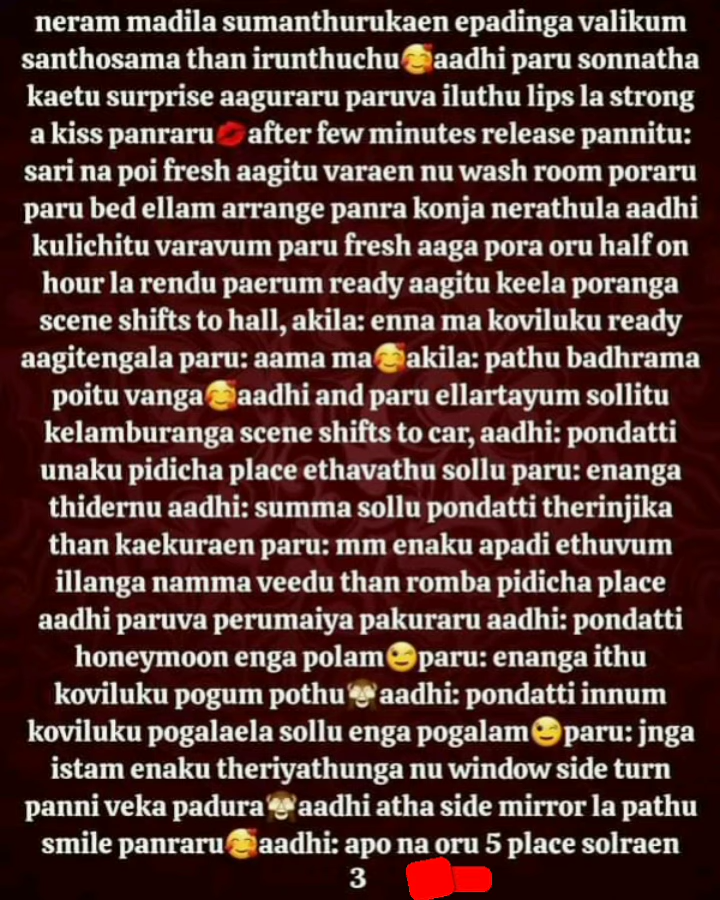 neram madila sumanthurukaen epadinga valikum
santhosama than irunthuchu🥰aadhi paru sonnatha
kaetu surprise aaguraru paruva iluthu lips la strong
a kiss panraru💋after few minutes release pannitu:
sari na poi fresh aagitu varaen nu wash room poraru
paru bed ellam arrange panra konja nerathula aadhi
kulichitu varavum paru fresh aaga pora oru half on
hour la rendu paerum ready aagitu keela poranga
scene shifts to hall, akila: enna ma koviluku ready
aagitengala paru: aama ma🥰akila: pathu badhrama
poitu vanga🥰aadhi and paru ellartayum sollitu
kelamburanga scene shifts to car, aadhi: pondatti
unaku pidicha place ethavathu sollu paru: enanga
thidernu aadhi: summa sollu pondatti therinjika
than kaekuraen paru: mm enaku apadi ethuvum
illanga namma veedu than romba pidicha place
aadhi paruva perumaiya pakuraru aadhi: pondatti
honeymoon enga polam😉paru: enanga ithu
koviluku pogum pothu🙈aadhi: pondatti innum
koviluku pogalaela sollu enga pogalam😉paru: jnga
istam enaku theriyathunga nu window side turn
panni veka padura🙈aadhi atha side mirror la pathu
smile panraru🥰aadhi: apo na oru 5 place solraen
3